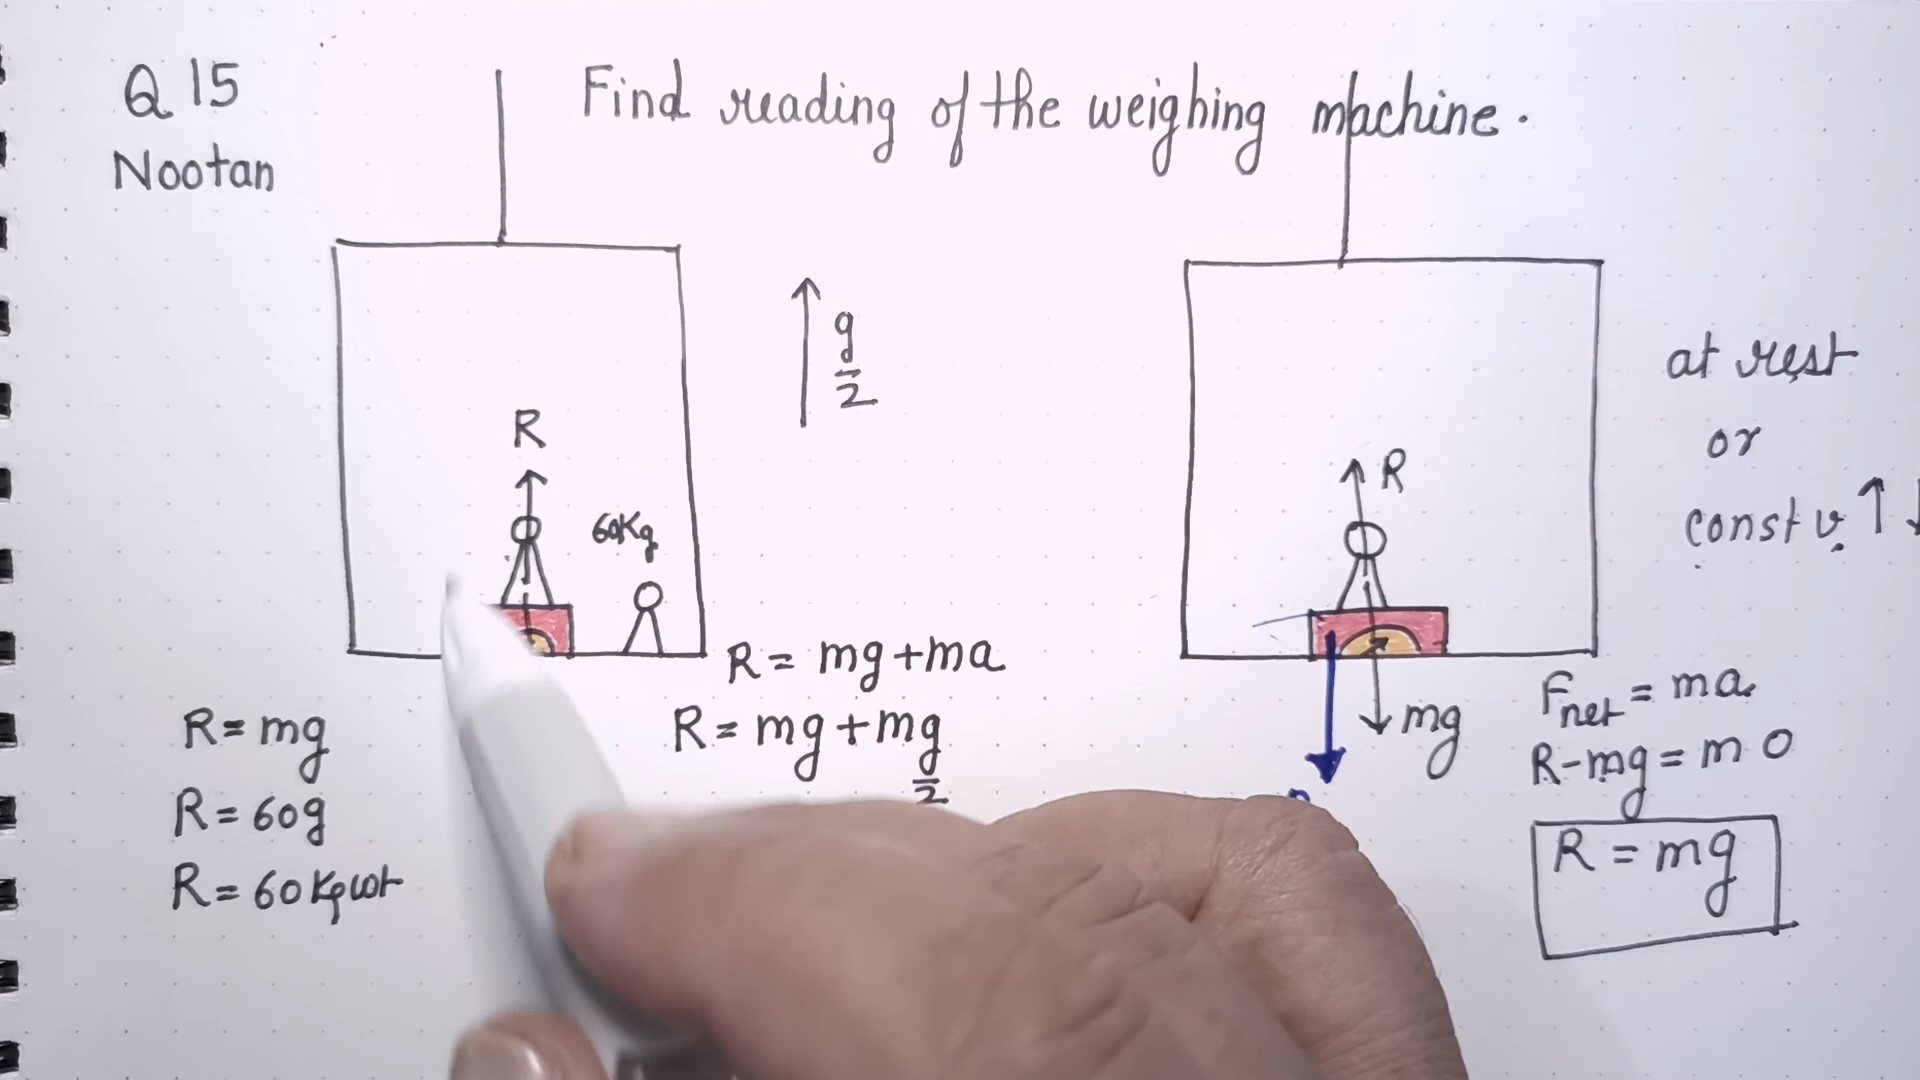 Q 15
Nootan
Find reading of the weighing machine.
g/2
R
60Kg
R = mg + ma
R = mg + mg/2
R = mg
R = 60g
R = 60 Kgwt
R
mg
at rest
or
const v. ↑ ↓
Fnet = ma
R - mg = m 0
R = mg